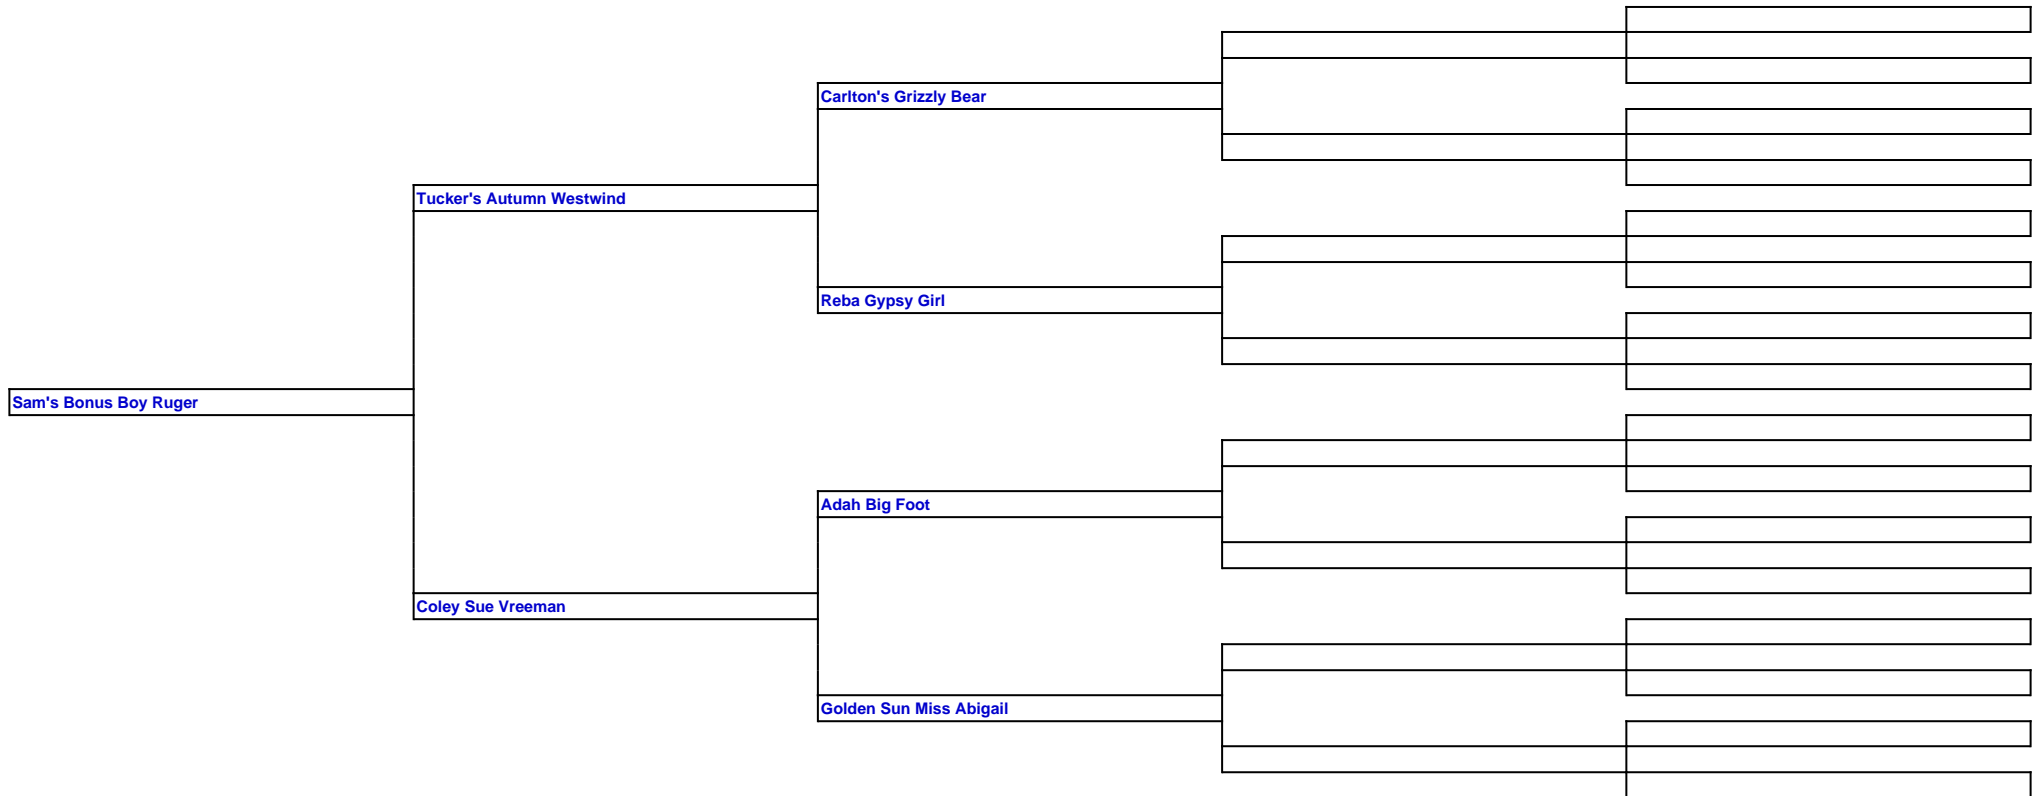 Carlton's Grizzly Bear
Tucker's Autumn Westwind
Reba Gypsy Girl
Sam's Bonus Boy Ruger
Adah Big Foot
Coley Sue Vreeman
Golden Sun Miss Abigail